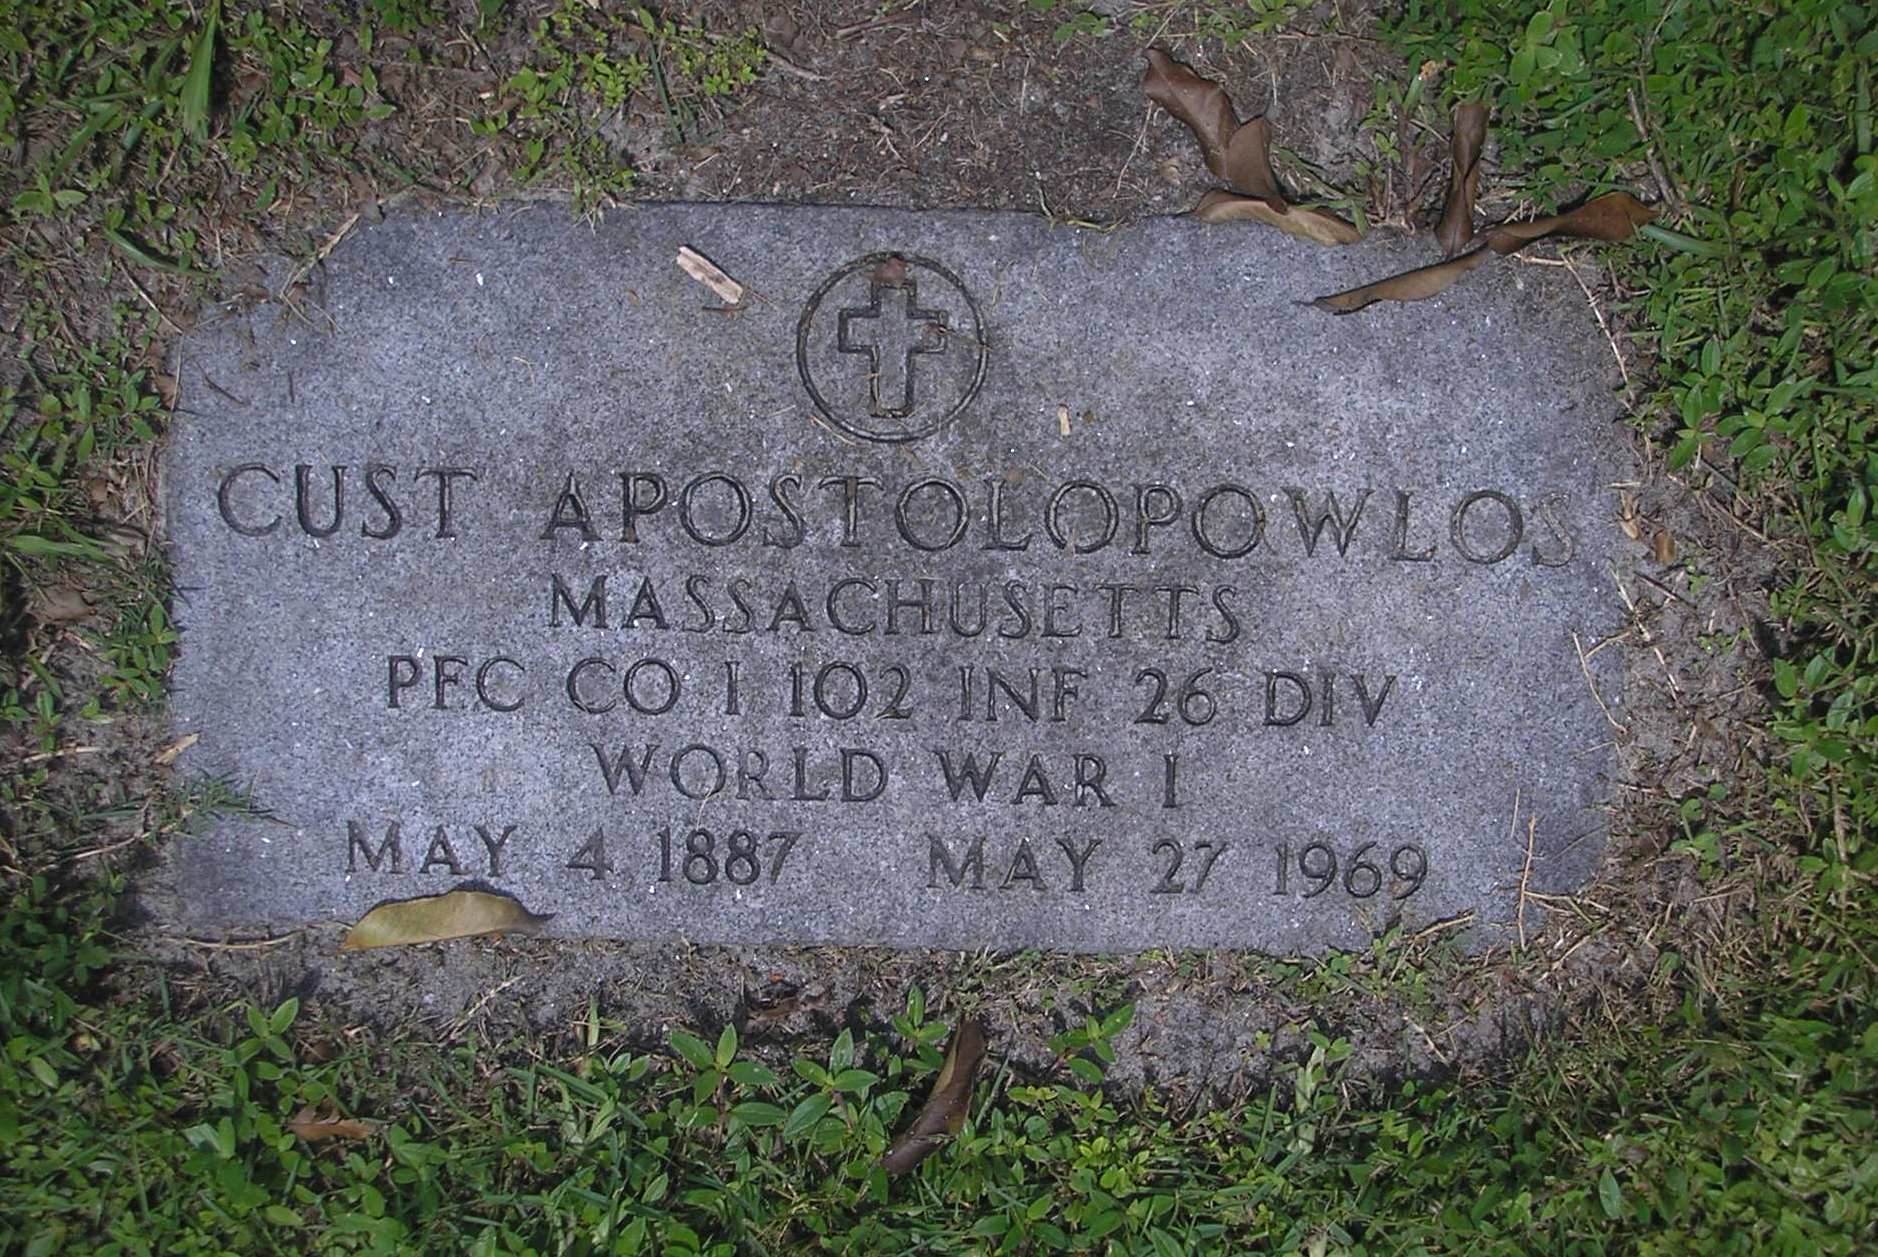 CUST APOSTOLOPOWLOS
MASSACHUSETTS
PFC CO I 102 INF 26 DIV
WORLD WAR I
MAY 4 1887 MAY 27 1969